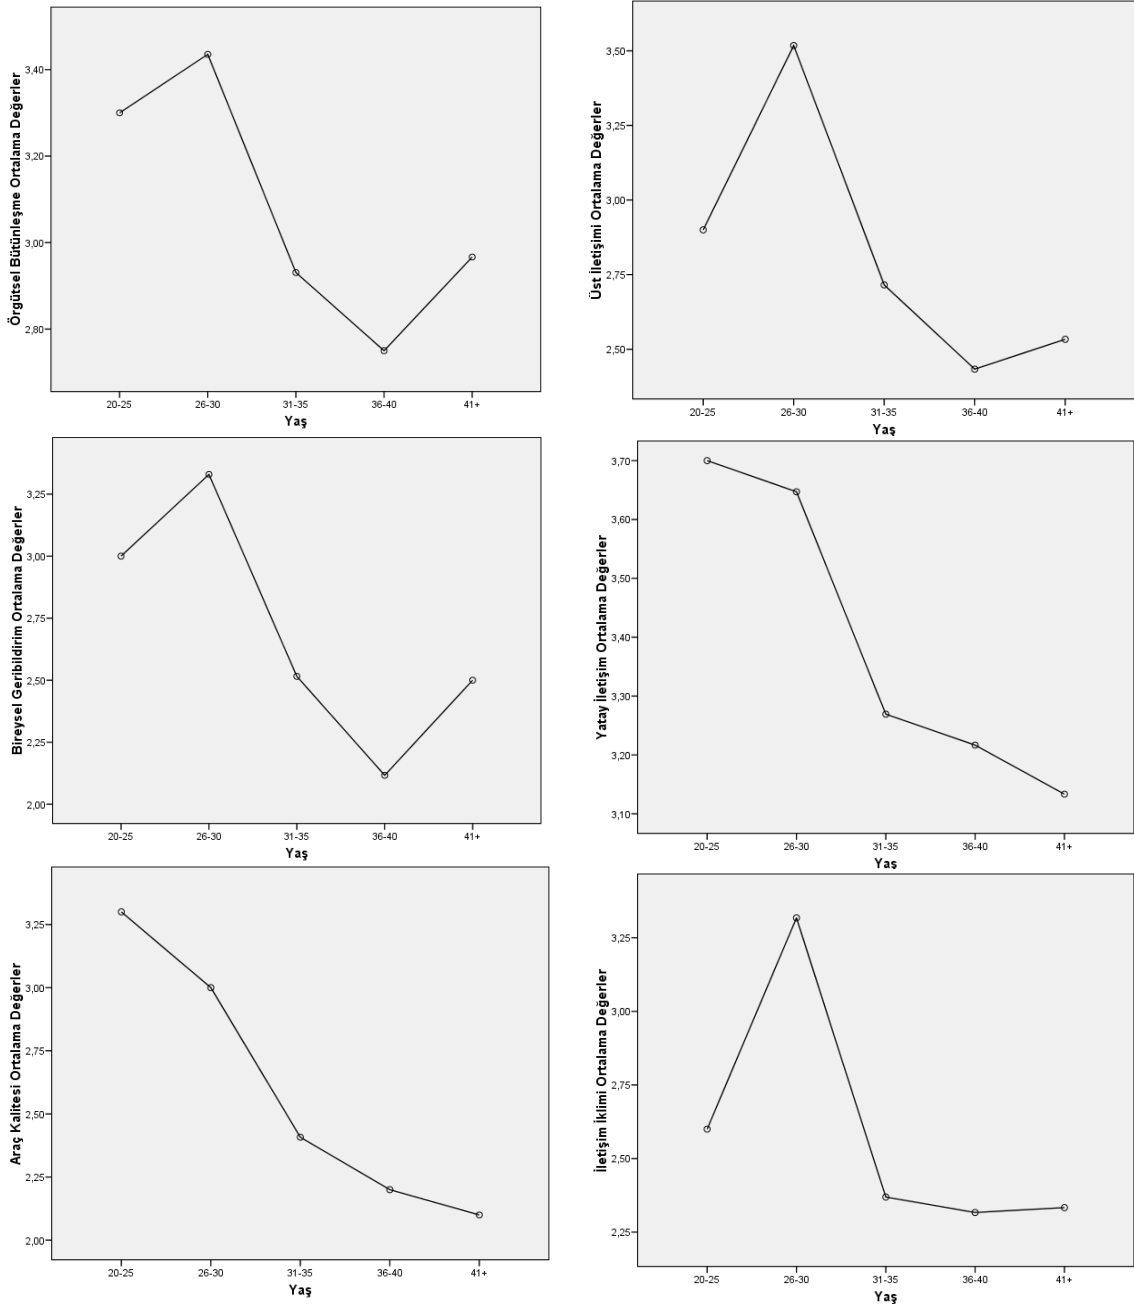 Örgütsel Bütünleşme Ortalama Değerler
3,40
3,20
3,00
2,80
20-25 26-30 31-35 36-40 41+
Yaş
Üst İletişimi Ortalama Değerler
3,50
3,25
3,00
2,75
2,50
20-25 26-30 31-35 36-40 41+
Yaş
Bireysel Geribildirim Ortalama Değerler
3,25
3,00
2,75
2,50
2,25
2,00
20-25 26-30 31-35 36-40 41+
Yaş
Yatay İletişim Ortalama Değerler
3,70
3,60
3,50
3,40
3,30
3,20
3,10
20-25 26-30 31-35 36-40 41+
Yaş
Araç Kalitesi Ortalama Değerler
3,25
3,00
2,75
2,50
2,25
2,00
20-25 26-30 31-35 36-40 41+
Yaş
İletişim İklimi Ortalama Değerler
3,25
3,00
2,75
2,50
2,25
20-25 26-30 31-35 36-40 41+
Yaş